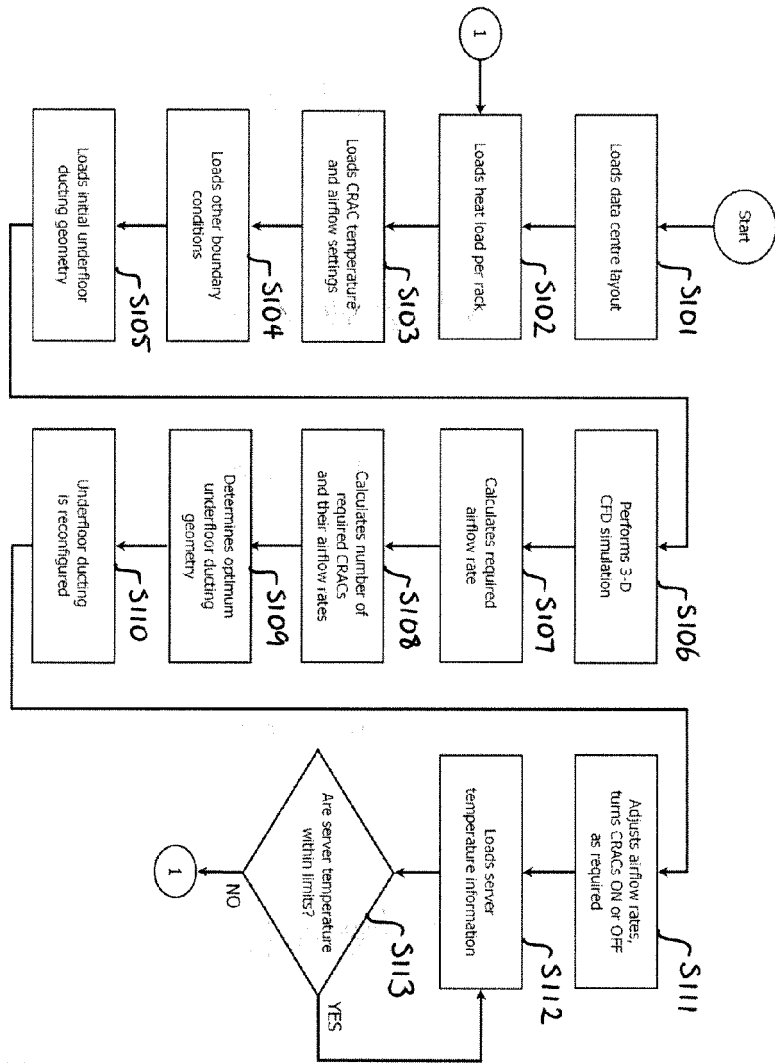 Start
Loads data centre layout
S101
1
Loads heat load per rack
S102
Loads CRAC temperature
and airflow settings
S103
Loads other boundary
conditions
S104
Loads initial underfloor
ducting geometry
S105
Performs 3-D
CFD simulation
S106
Calculates required
airflow rate
S107
Calculates number of
required CRACs
and their airflow rates
S108
Determines optimum
underfloor ducting
geometry
S109
Underfloor ducting
is reconfigured
S110
Adjusts airflow rates,
turns CRACs ON or OFF
as required
S111
Loads server
temperature information
S112
Are server temperature
within limits?
S113
YES
NO
1